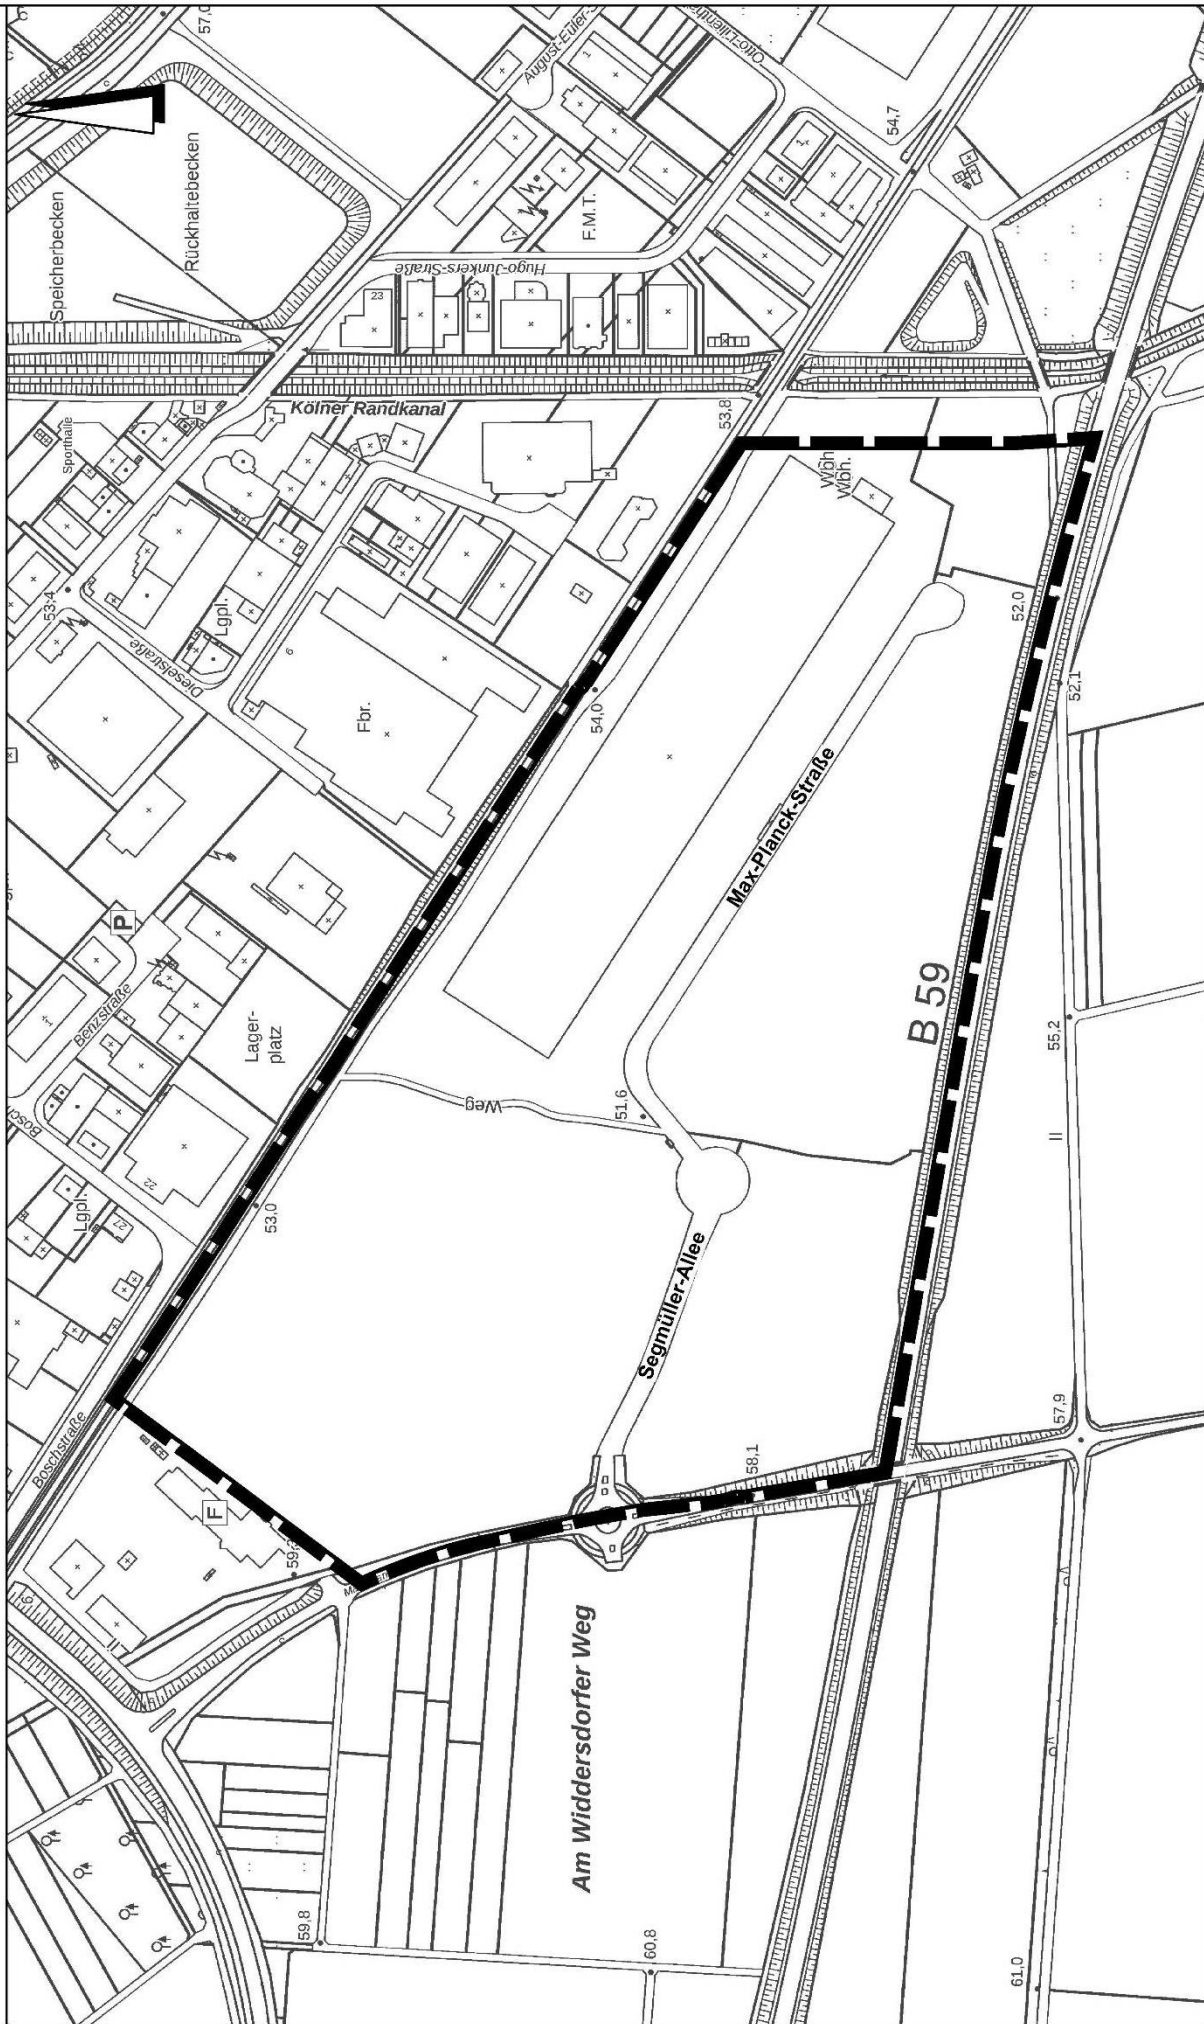 57,0
Speicherbecken
Rückhaltebecken
August-Euler-S
Otto-Lilienthal
1
54,7
F.M.T.
1
Hugo-Junkers-Straße
23
Kölner Randkanal
53,8
Sporthalle
53,4
Lgpl.
Dieselstraße
6
Fbr.
Wbh.
Wbh.
52,0
54,0
52,1
Max-Planck-Straße
P
Benzstraße
Lager-
platz
B 59
55,2
Weg
51,6
Bosch
22
Lgpl.
27
53,0
Segmüller-Allee
Boschstraße
57,9
58,1
F
Am Widdersdorfer Weg
59,8
60,8
61,0